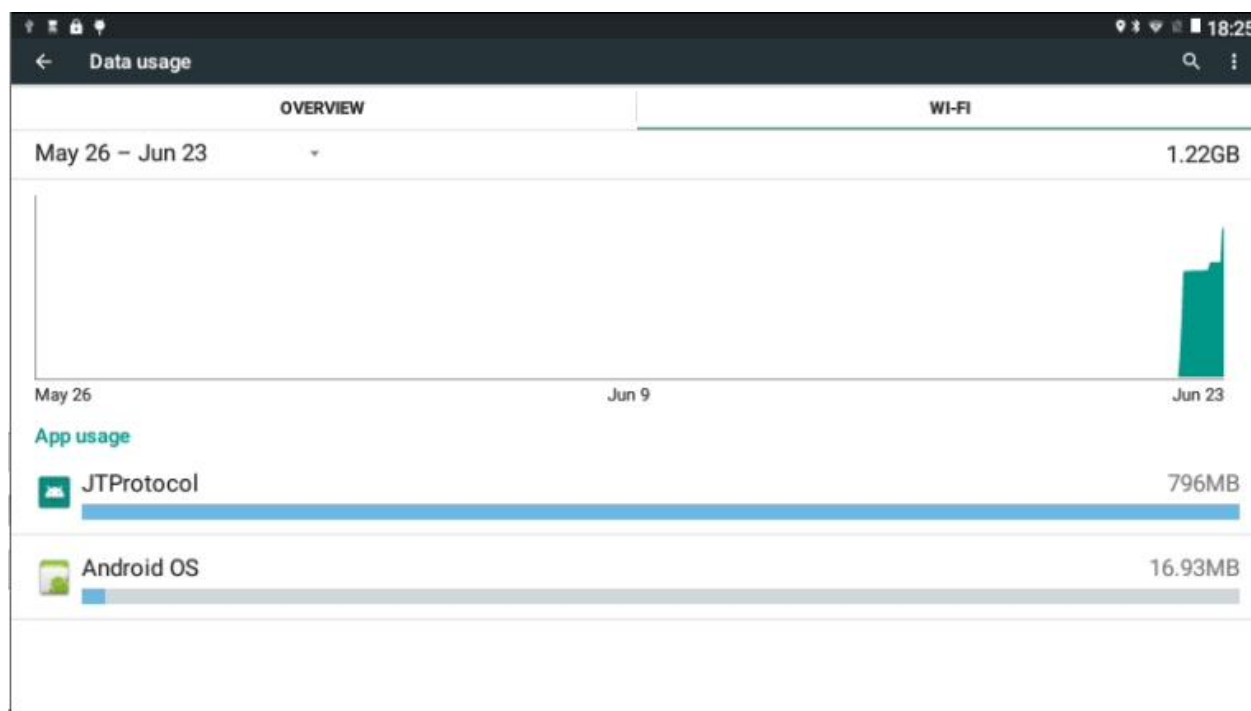 18:25
Data usage
OVERVIEW WI-FI
May 26 – Jun 23 1.22GB
May 26 Jun 9 Jun 23
App usage
JTProtocol 796MB
Android OS 16.93MB